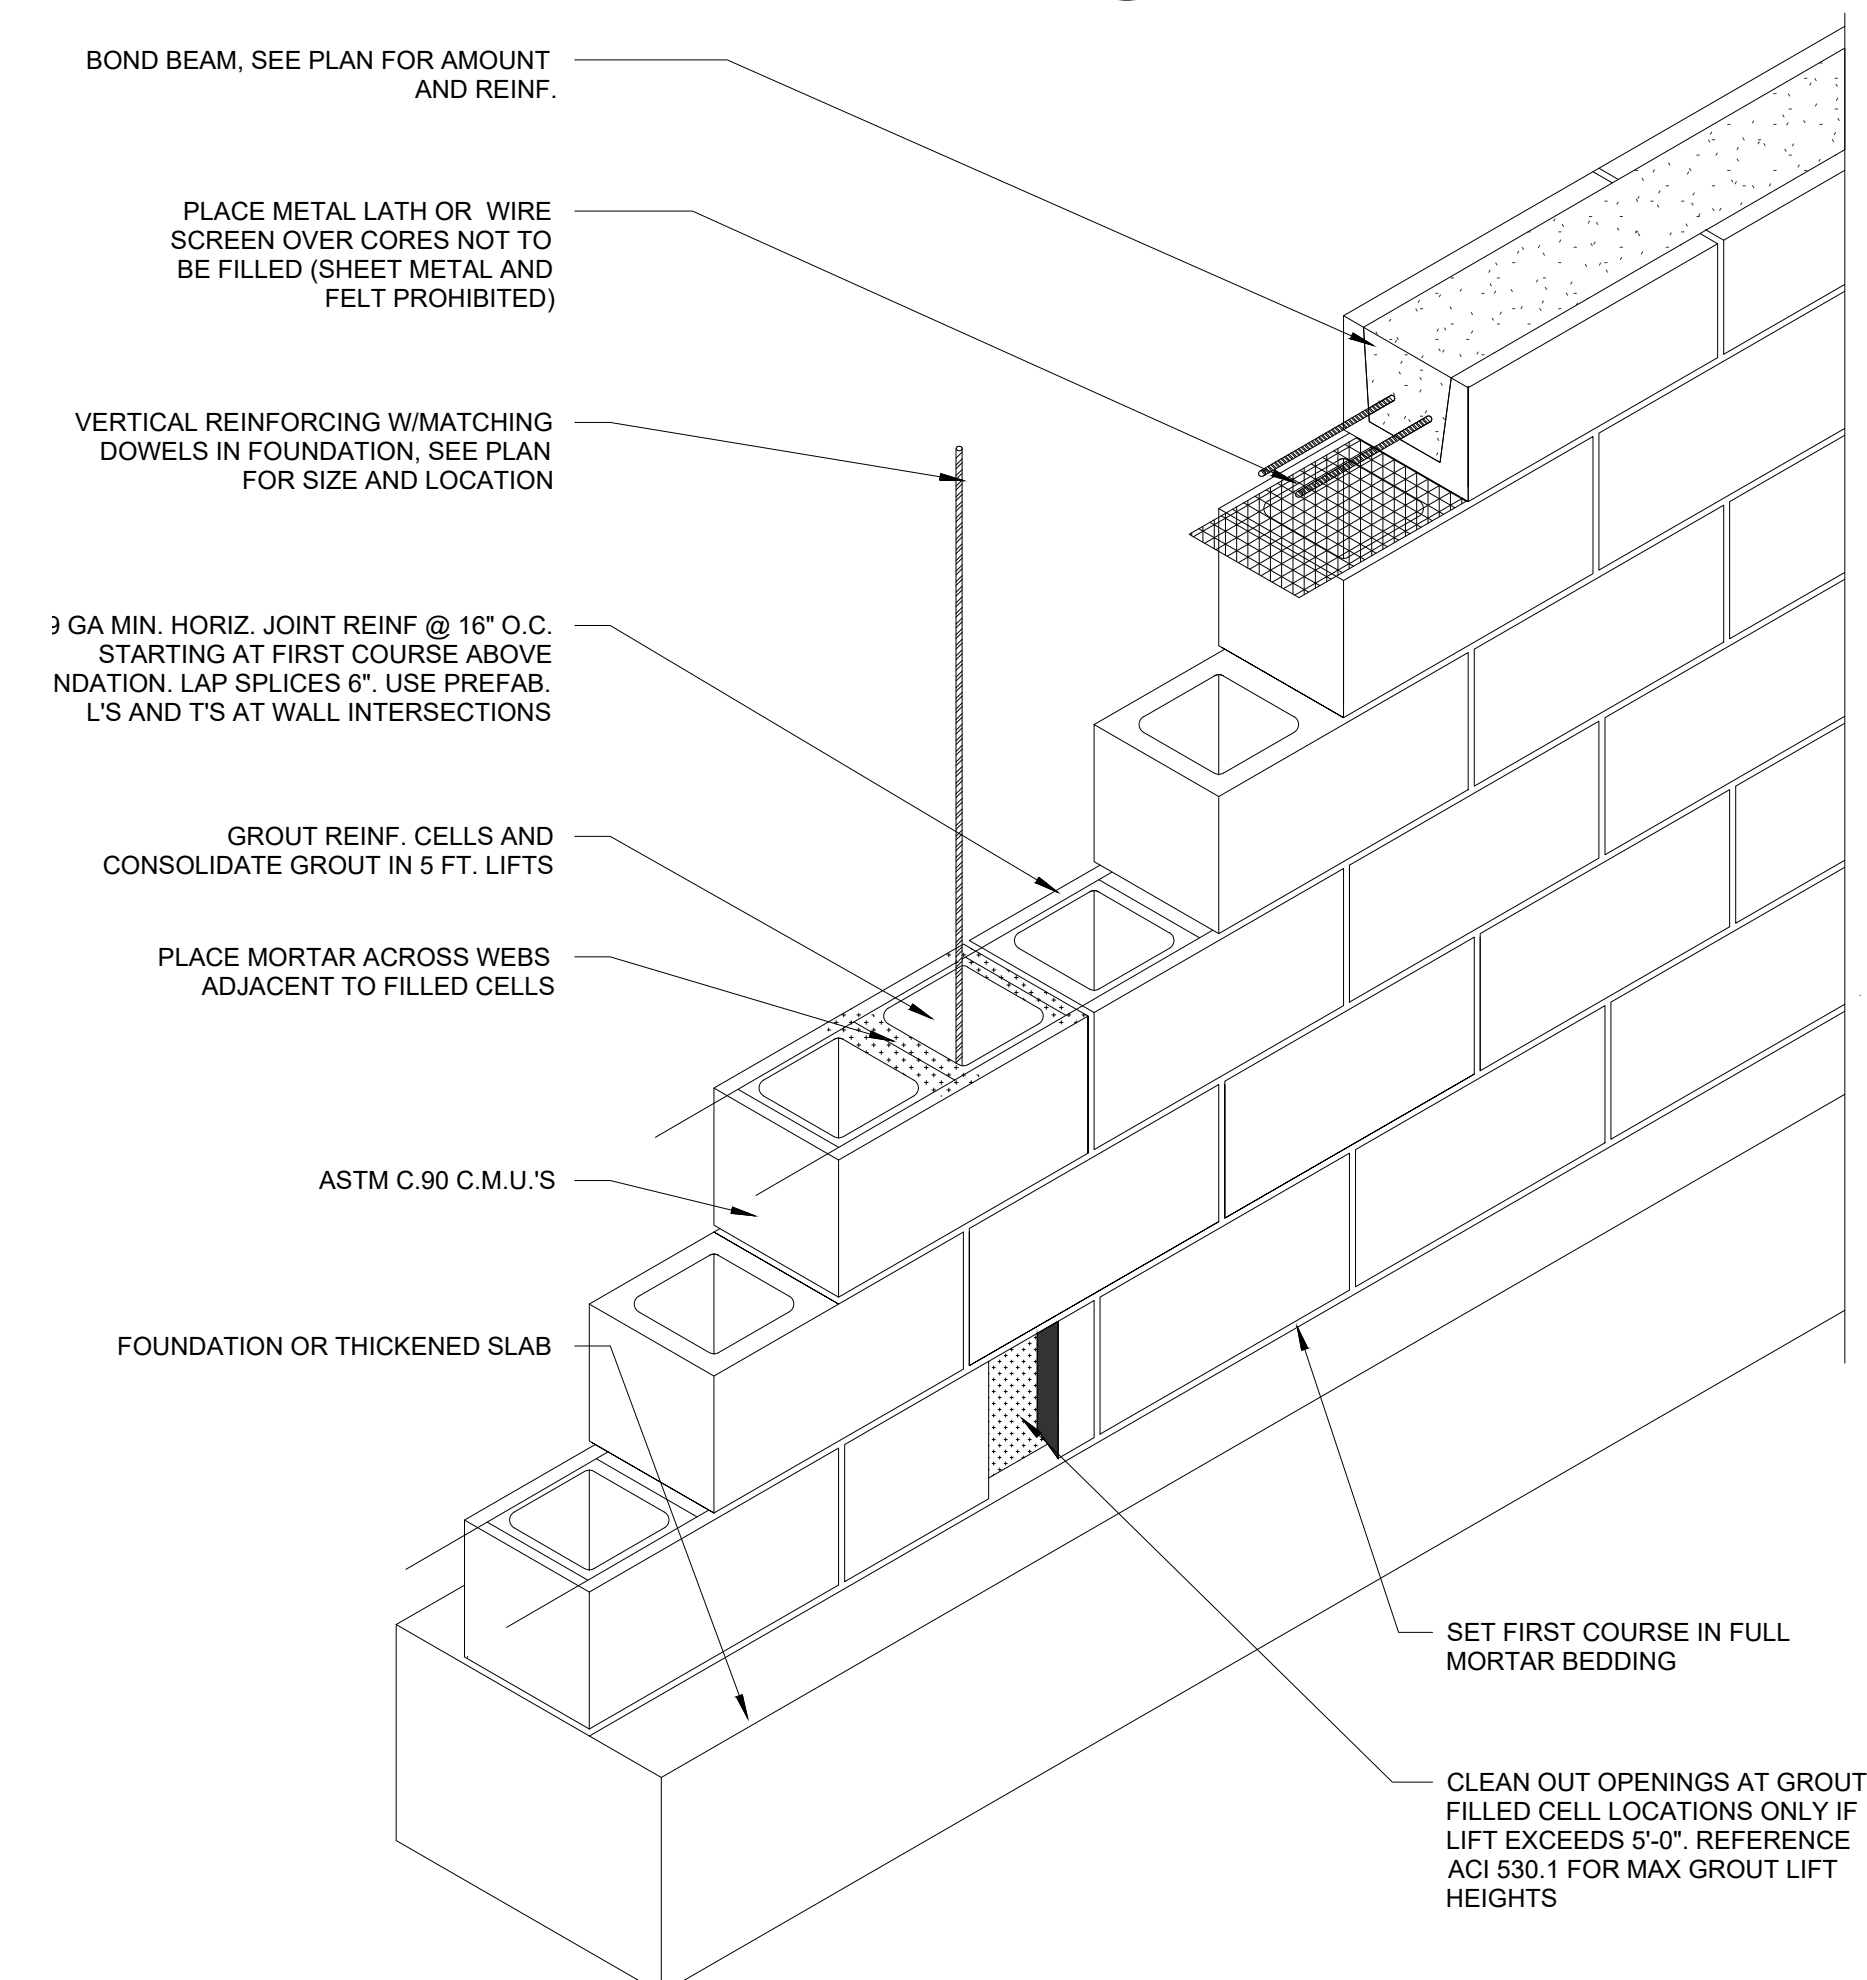 BOND BEAM, SEE PLAN FOR AMOUNT
AND REINF.
PLACE METAL LATH OR WIRE
SCREEN OVER CORES NOT TO
BE FILLED (SHEET METAL AND
FELT PROHIBITED)
VERTICAL REINFORCING W/MATCHING
DOWELS IN FOUNDATION, SEE PLAN
FOR SIZE AND LOCATION
9 GA MIN. HORIZ. JOINT REINF @ 16" O.C.
STARTING AT FIRST COURSE ABOVE
NDATION. LAP SPLICES 6". USE PREFAB.
L'S AND T'S AT WALL INTERSECTIONS
GROUT REINF. CELLS AND
CONSOLIDATE GROUT IN 5 FT. LIFTS
PLACE MORTAR ACROSS WEBS
ADJACENT TO FILLED CELLS
ASTM C.90 C.M.U.'S
FOUNDATION OR THICKENED SLAB
SET FIRST COURSE IN FULL
MORTAR BEDDING
CLEAN OUT OPENINGS AT GROUT
FILLED CELL LOCATIONS ONLY IF
LIFT EXCEEDS 5'-0". REFERENCE
ACI 530.1 FOR MAX GROUT LIFT
HEIGHTS